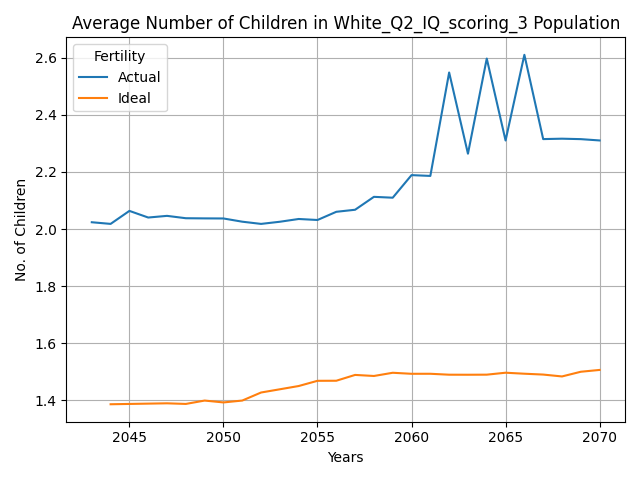 Average Number of Children in White_Q2_IQ_scoring_3 Population
Fertility
Actual
Ideal
No. of Children
2.6
2.4
2.2
2.0
1.8
1.6
1.4
2045 2050 2055 2060 2065 2070
Years